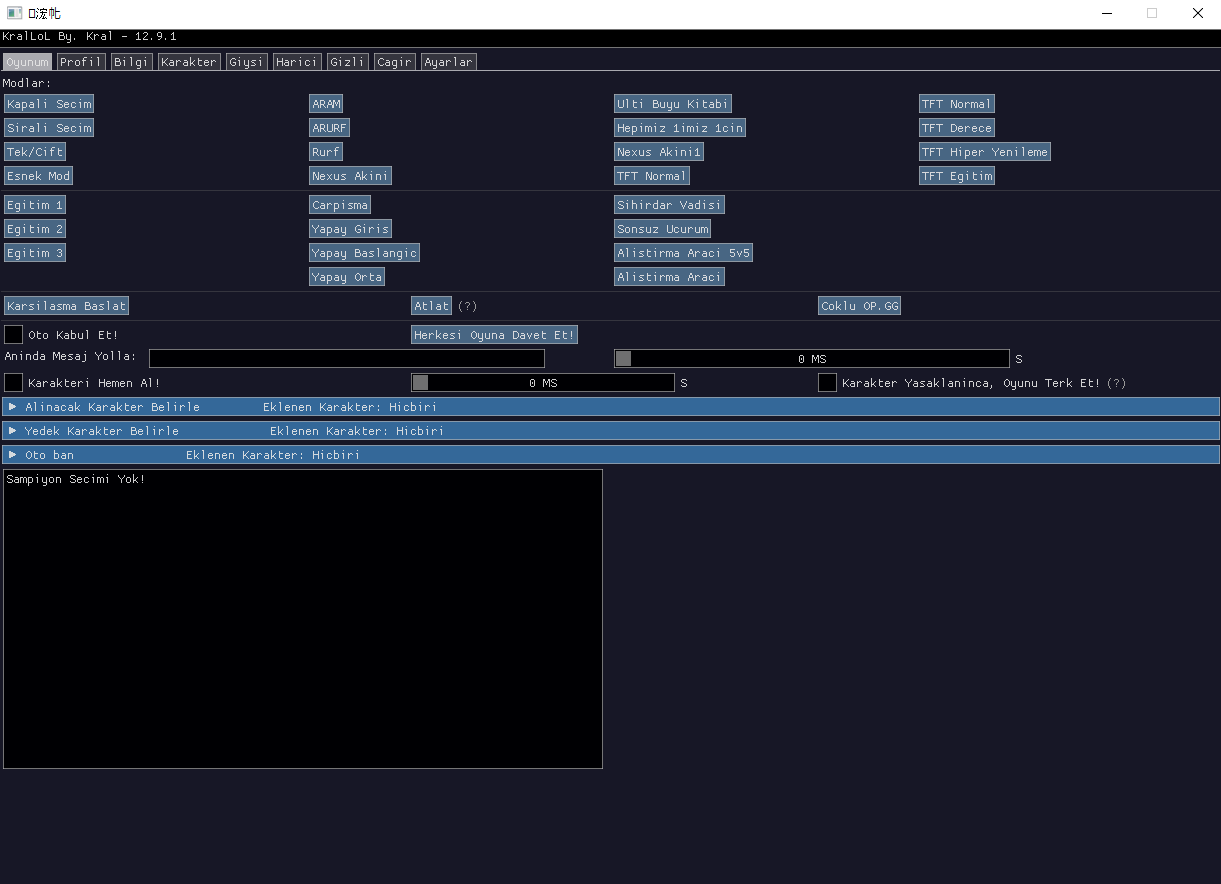 KralLoL By. Kral - 12.9.1
Oyunum Profil Bilgi Karakter Giysi Harici Gizli Cagir Ayarlar
Modlar:
Kapali Secim ARAM Ulti Buyu Kitabi TFT Normal
Sirali Secim ARURF Hepimiz 1imiz 1cin TFT Derece
Tek/Cift Rurf Nexus Akini1 TFT Hiper Yenileme
Esnek Mod Nexus Akini TFT Normal TFT Egitim
Egitim 1 Carpisma Sihirdar Vadisi
Egitim 2 Yapay Giris Sonsuz Ucurum
Egitim 3 Yapay Baslangic Alistirma Araci 5v5
Yapay Orta Alistirma Araci
Karsilasma Baslat Atlat (?) Coklu OP.GG
Oto Kabul Et! Herkesi Oyuna Davet Et!
Aninda Mesaj Yolla: 0 MS S
Karakteri Hemen Al! 0 MS S Karakter Yasaklaninca, Oyunu Terk Et! (?)
Alinacak Karakter Belirle Eklenen Karakter: Hicbiri
Yedek Karakter Belirle Eklenen Karakter: Hicbiri
Oto ban Eklenen Karakter: Hicbiri
Sampiyon Secimi Yok!